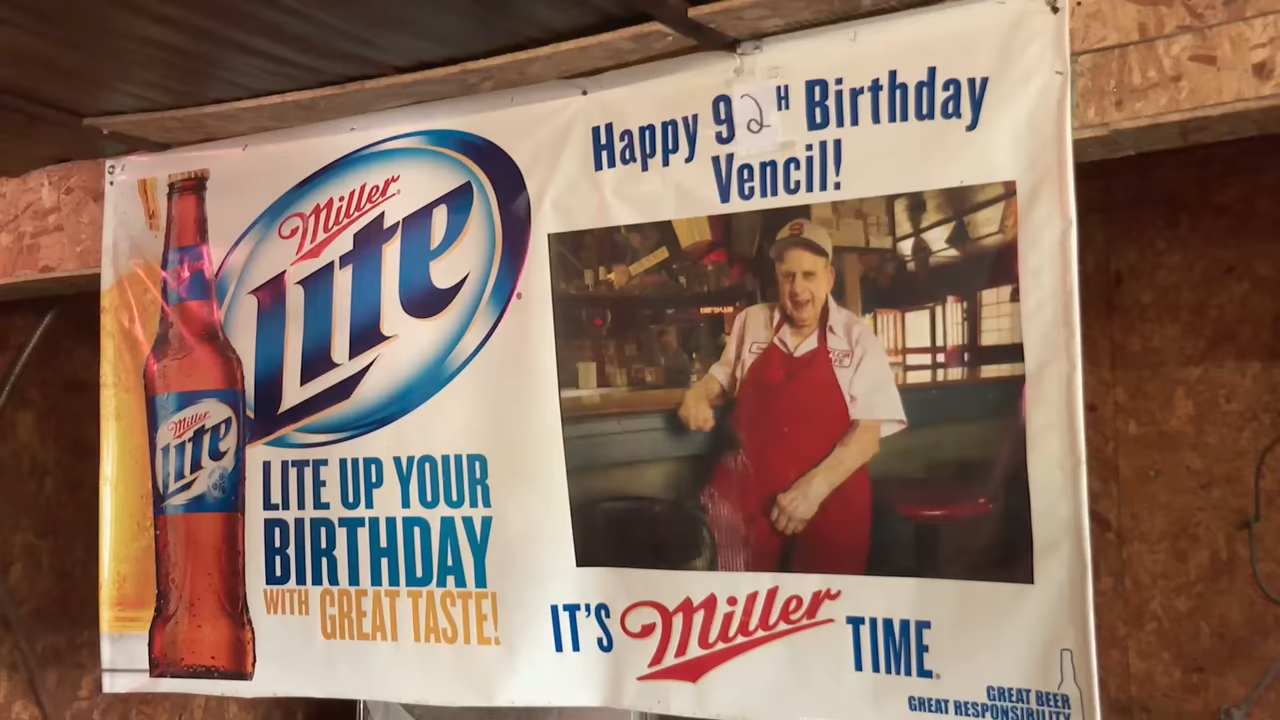 Happy 92H Birthday
Vencil!
Miller
Lite
Miller
Lite
LITE UP YOUR
BIRTHDAY
WITH GREAT TASTE!
IT'S Miller TIME.
GREAT BEER
GREAT RESPONSIBILITY